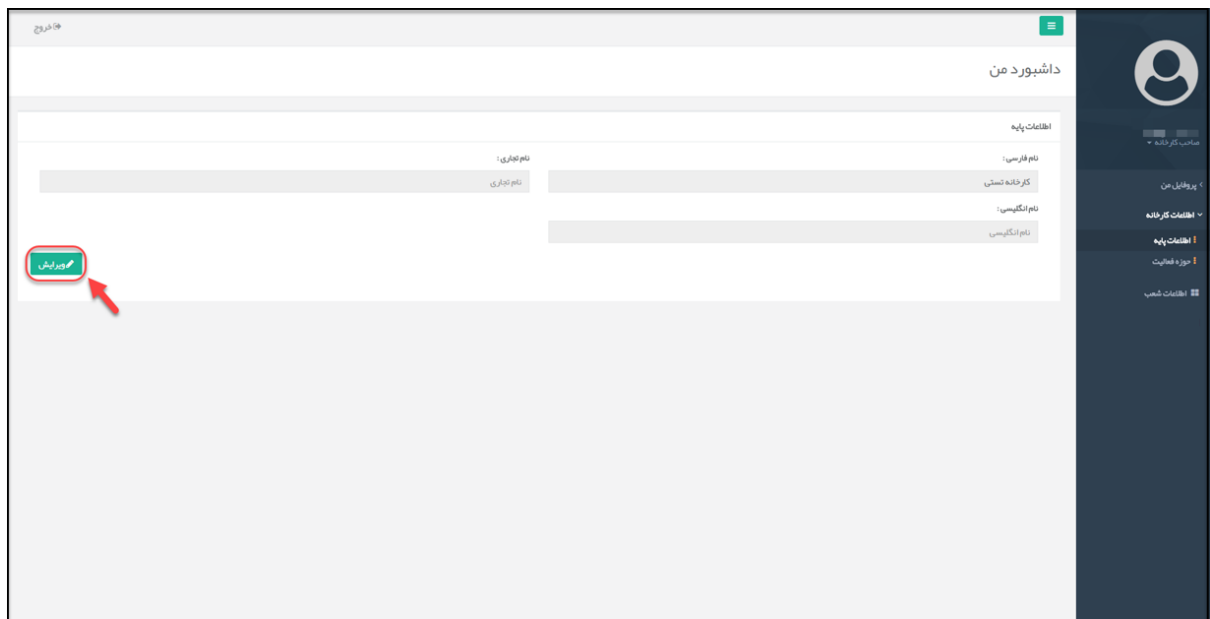 خروج
داشبورد من
اطلاعات پایه
نام فارسی :
نام تجاری :
کارخانه تستی
نام تجاری
نام انگلیسی :
نام انگلیسی
ویرایش
صاحب کارخانه
پروفایل من
اطلاعات کارخانه
اطلاعات پایه
حوزه فعالیت
اطلاعات شعب